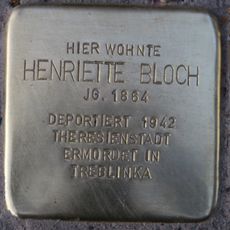 HIER WOHNTE
HENRIETTE BLOCH
JG. 1864
DEPORTIERT 1942
THERESIENSTADT
ERMORDET IN
TREBLINKA